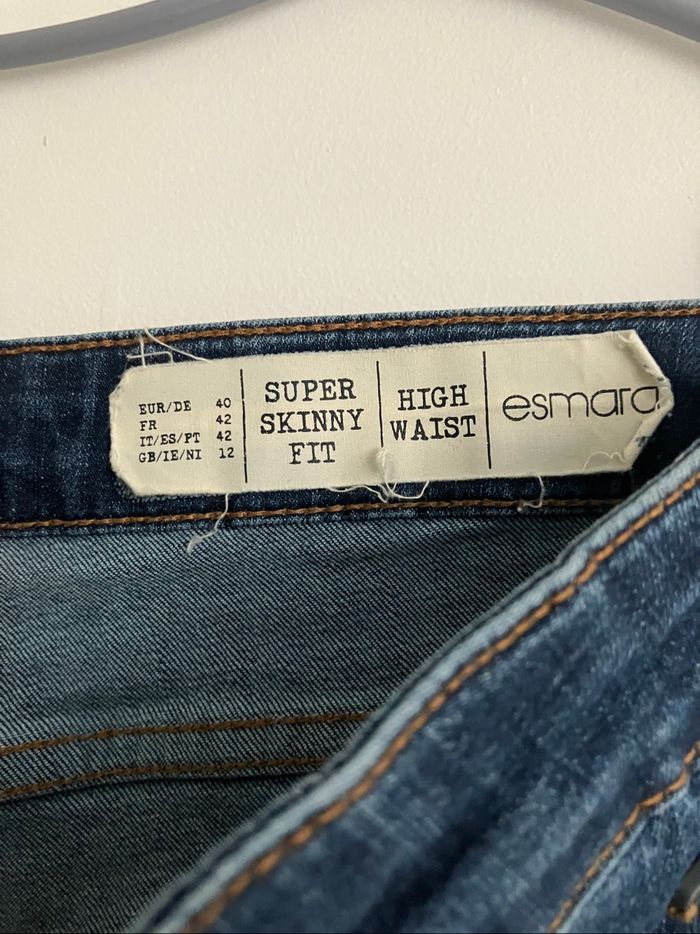 EUR/DE 40
FR 42
IT/ES/PT 42
GB/IE/NI 12
SUPER
SKINNY
FIT
HIGH
WAIST
esmara